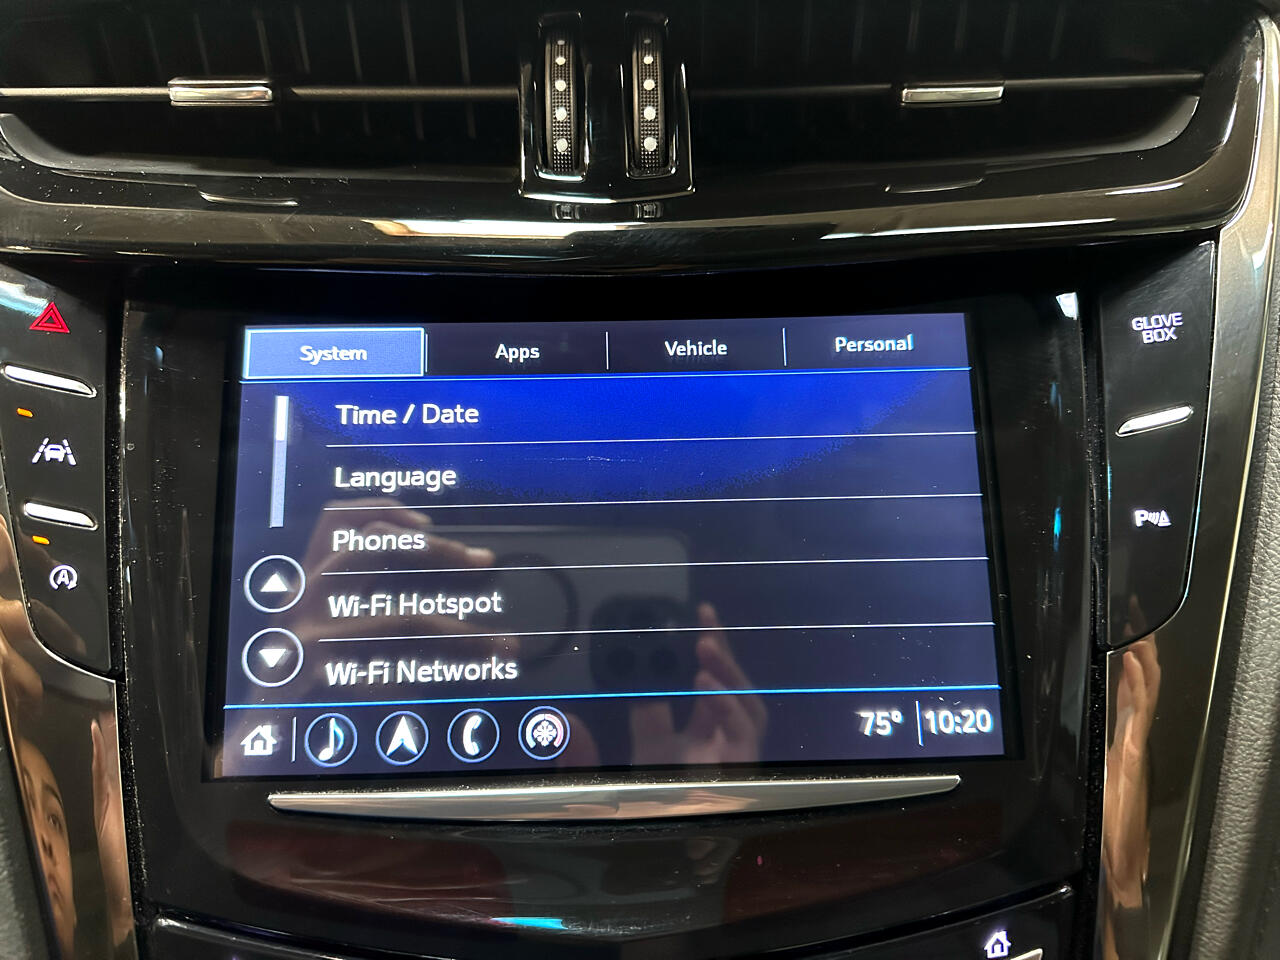 GLOVE
BOX
System
Apps
Vehicle
Personal
Time / Date
Language
Phones
Wi-Fi Hotspot
Wi-Fi Networks
75° 10:20
A
P